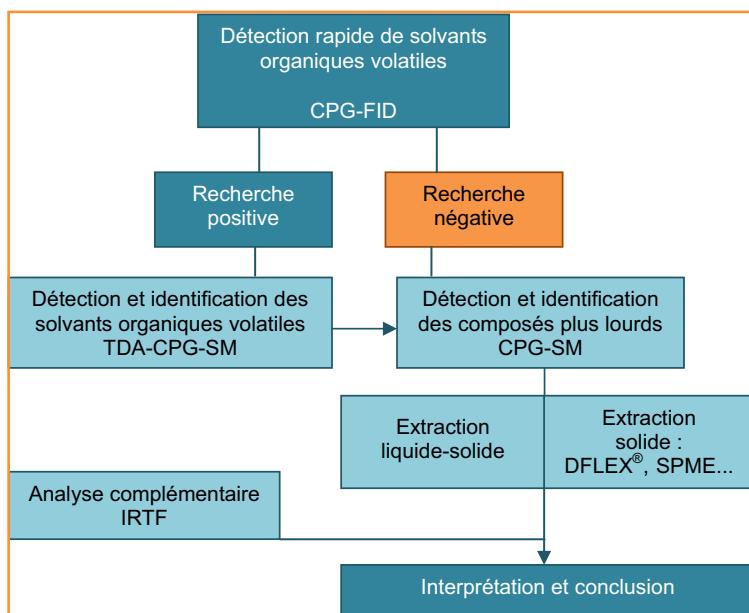 Détection rapide de solvants
organiques volatiles
CPG-FID
Recherche
positive
Recherche
négative
Détection et identification des
solvants organiques volatiles
TDA-CPG-SM
Détection et identification
des composés plus lourds
CPG-SM
Extraction
liquide-solide
Extraction
solide :
DFLEX®, SPME...
Analyse complémentaire
IRTF
Interprétation et conclusion